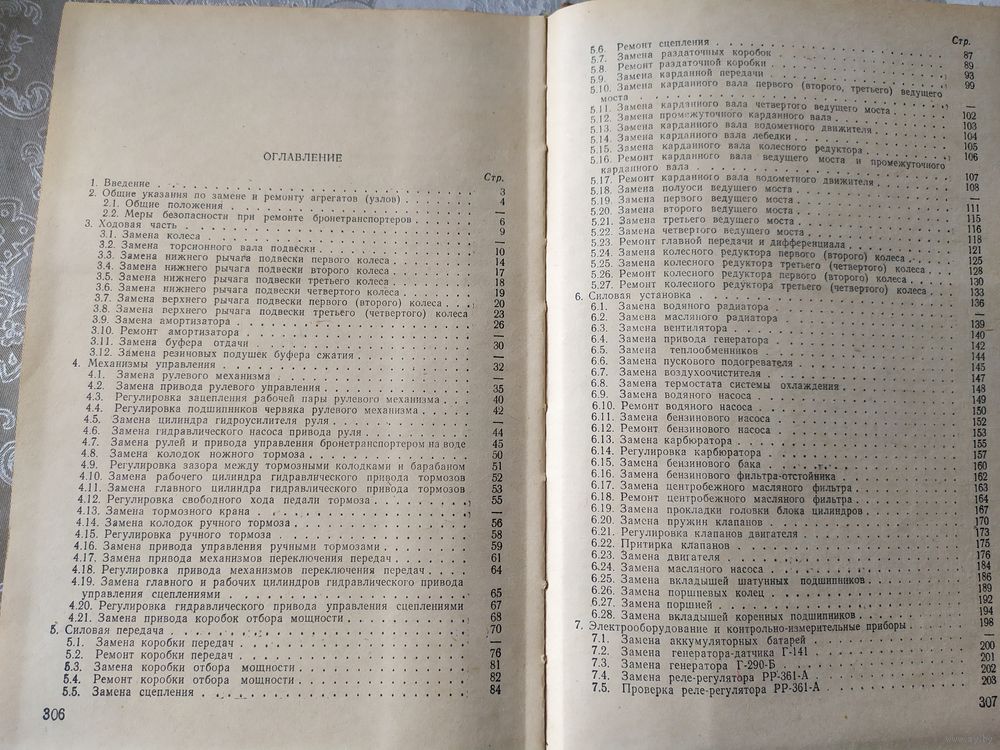 ОГЛАВЛЕНИЕ
Стр.
1. Введение . . . 3
2. Общие указания по замене и ремонту агрегатов (узлов) . . . 4
2.1. Общие положения . . . —
2.2. Меры безопасности при ремонте бронетранспортеров . . . 6
3. Ходовая часть . . . 9
3.1. Замена колеса . . . —
3.2. Замена торсионного вала подвески . . . 10
3.3. Замена нижнего рычага подвески первого колеса . . . 14
3.4. Замена нижнего рычага подвески второго колеса . . . 17
3.5. Замена нижнего рычага подвески третьего колеса . . . 18
3.6. Замена нижнего рычага подвески четвертого колеса . . . 19
3.7. Замена верхнего рычага подвески первого (второго) колеса . . . 20
3.8. Замена верхнего рычага подвески третьего (четвертого) колеса 23
3.9. Замена амортизатора . . . 26
3.10. Ремонт амортизатора . . . —
3.11. Замена буфера отдачи . . . 30
3.12. Замена резиновых подушек буфера сжатия . . . —
4. Механизмы управления . . . 32
4.1. Замена рулевого механизма . . . —
4.2. Замена привода рулевого управления . . . 35
4.3. Регулировка зацепления рабочей пары рулевого механизма . . . 40
4.4. Регулировка подшипников червяка рулевого механизма . . . 42
4.5. Замена цилиндра гидроусилителя руля . . . —
4.6. Замена гидравлического насоса привода руля . . . 44
4.7. Замена рулей и привода управления бронетранспортером на воде 45
4.8. Замена колодок ножного тормоза . . . 50
4.9. Регулировка зазора между тормозными колодками и барабаном 51
4.10. Замена рабочего цилиндра гидравлического привода тормозов 52
4.11. Замена главного цилиндра гидравлического привода тормозов 53
4.12. Регулировка свободного хода педали тормоза . . . 55
4.13. Замена тормозного крана . . . —
4.14. Замена колодок ручного тормоза . . . 56
4.15. Регулировка ручного тормоза . . . 58
4.16. Замена привода управления ручными тормозами . . . 59
4.17. Замена привода механизмов переключения передач . . . 61
4.18. Регулировка привода механизмов переключения передач . . . 64
4.19. Замена главного и рабочих цилиндров гидравлического привода
управления сцеплениями . . . 65
4.20. Регулировка гидравлического привода управления сцеплениями 67
4.21. Замена привода коробок отбора мощности . . . 68
5. Силовая передача . . . 70
5.1. Замена коробки передач . . . —
5.2. Ремонт коробки передач . . . 76
5.3. Замена коробки отбора мощности . . . 81
5.4. Ремонт коробки отбора мощности . . . 82
5.5. Замена сцепления . . . 84
306
Стр.
5.6. Ремонт сцепления . . . 87
5.7. Замена раздаточных коробок . . . 89
5.8. Ремонт раздаточной коробки . . . 93
5.9. Замена карданной передачи . . . 99
5.10. Замена карданного вала первого (второго, третьего) ведущего
моста . . . —
5.11. Замена карданного вала четвертого ведущего моста . . . 102
5.12. Замена промежуточного карданного вала . . . 103
5.13. Замена карданного вала водометного движителя . . . 104
5.14. Замена карданного вала лебедки . . . 105
5.15. Замена карданного вала колесного редуктора . . . 106
5.16. Ремонт карданного вала ведущего моста и промежуточного
карданного вала . . . 107
5.17. Ремонт карданного вала водометного движителя . . . 108
5.18. Замена полуоси ведущего моста . . . —
5.19. Замена первого ведущего моста . . . 111
5.20. Замена второго ведущего моста . . . 115
5.21. Замена третьего ведущего моста . . . 116
5.22. Замена четвертого ведущего моста . . . 118
5.23. Ремонт главной передачи и дифференциала . . . 121
5.24. Замена колесного редуктора первого (второго) колеса . . . 125
5.25. Замена колесного редуктора третьего (четвертого) колеса . . . 128
5.26. Ремонт колесного редуктора первого (второго) колеса . . . 130
5.27. Ремонт колесного редуктора третьего (четвертого) колеса . . . 133
6. Силовая установка . . . 136
6.1. Замена водяного радиатора . . . —
6.2. Замена масляного радиатора . . . 139
6.3. Замена вентилятора . . . 140
6.4. Замена привода генератора . . . 142
6.5. Замена теплообменников . . . 144
6.6. Замена пускового подогревателя . . . 145
6.7. Замена воздухоочистителя . . . 147
6.8. Замена термостата системы охлаждения . . . 148
6.9. Замена водяного насоса . . . 149
6.10. Ремонт водяного насоса . . . 150
6.11. Замена бензинового насоса . . . 152
6.12. Ремонт бензинового насоса . . . 153
6.13. Замена карбюратора . . . 155
6.14. Регулировка карбюратора . . . 157
6.15. Замена бензинового бака . . . 160
6.16. Замена бензинового фильтра-отстойника . . . 162
6.17. Замена центробежного масляного фильтра . . . 163
6.18. Ремонт центробежного масляного фильтра . . . 164
6.19. Замена прокладки головки блока цилиндров . . . 167
6.20. Замена пружин клапанов . . . 170
6.21. Регулировка клапанов двигателя . . . 173
6.22. Притирка клапанов . . . 175
6.23. Замена двигателя . . . 176
6.24. Замена масляного насоса . . . 184
6.25. Замена вкладышей шатунных подшипников . . . 186
6.26. Замена поршневых колец . . . 189
6.27. Замена поршней . . . 192
6.28. Замена вкладышей коренных подшипников . . . 194
7. Электрооборудование и контрольно-измерительные приборы . . . 198
7.1. Замена аккумуляторных батарей . . . —
7.2. Замена генератора-датчика Г-141 . . . 200
7.3. Замена генератора Г-290-Б . . . 201
7.4. Замена реле-регулятора РР-361-А . . . 202
7.5. Проверка реле-регулятора РР-361-А . . . 203
307